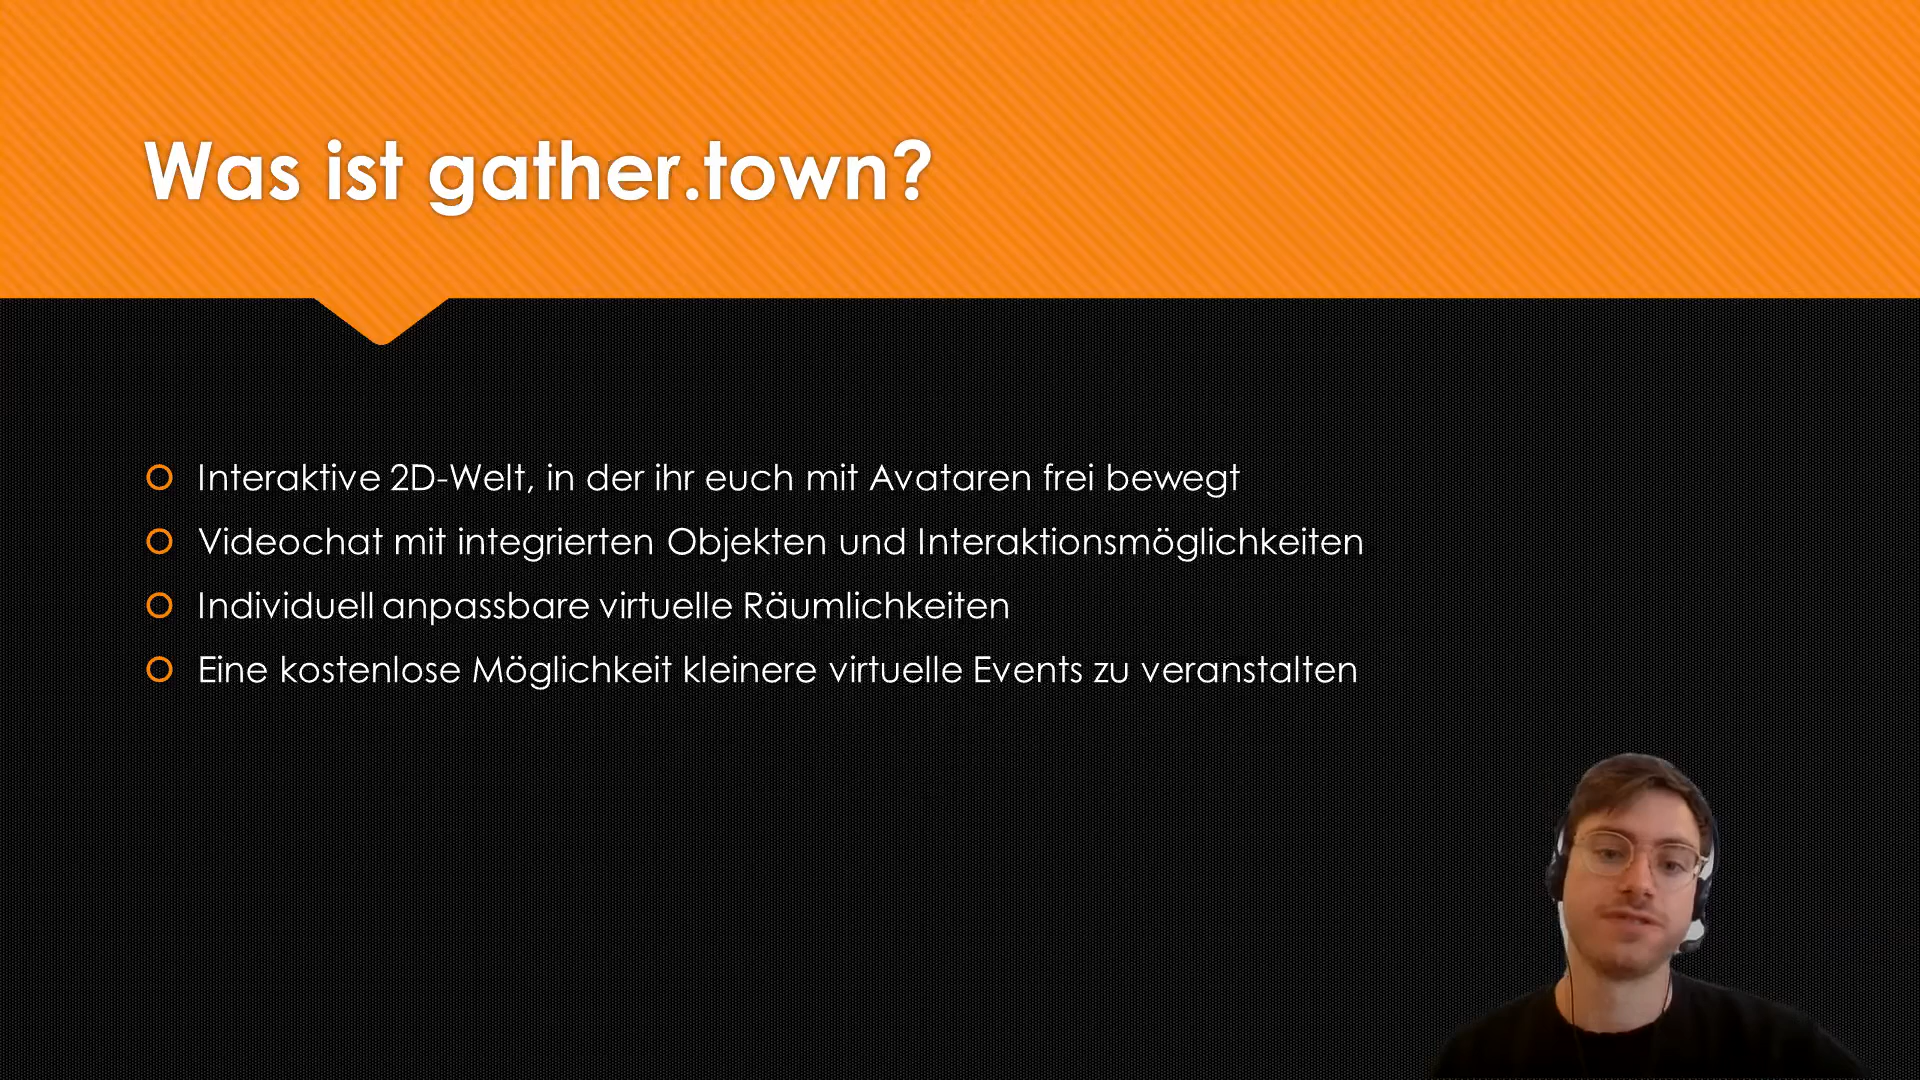 Was ist gather.town?
Interaktive 2D-Welt, in der ihr euch mit Avataren frei bewegt
Videochat mit integrierten Objekten und Interaktionsmöglichkeiten
Individuell anpassbare virtuelle Räumlichkeiten
Eine kostenlose Möglichkeit kleinere virtuelle Events zu veranstalten